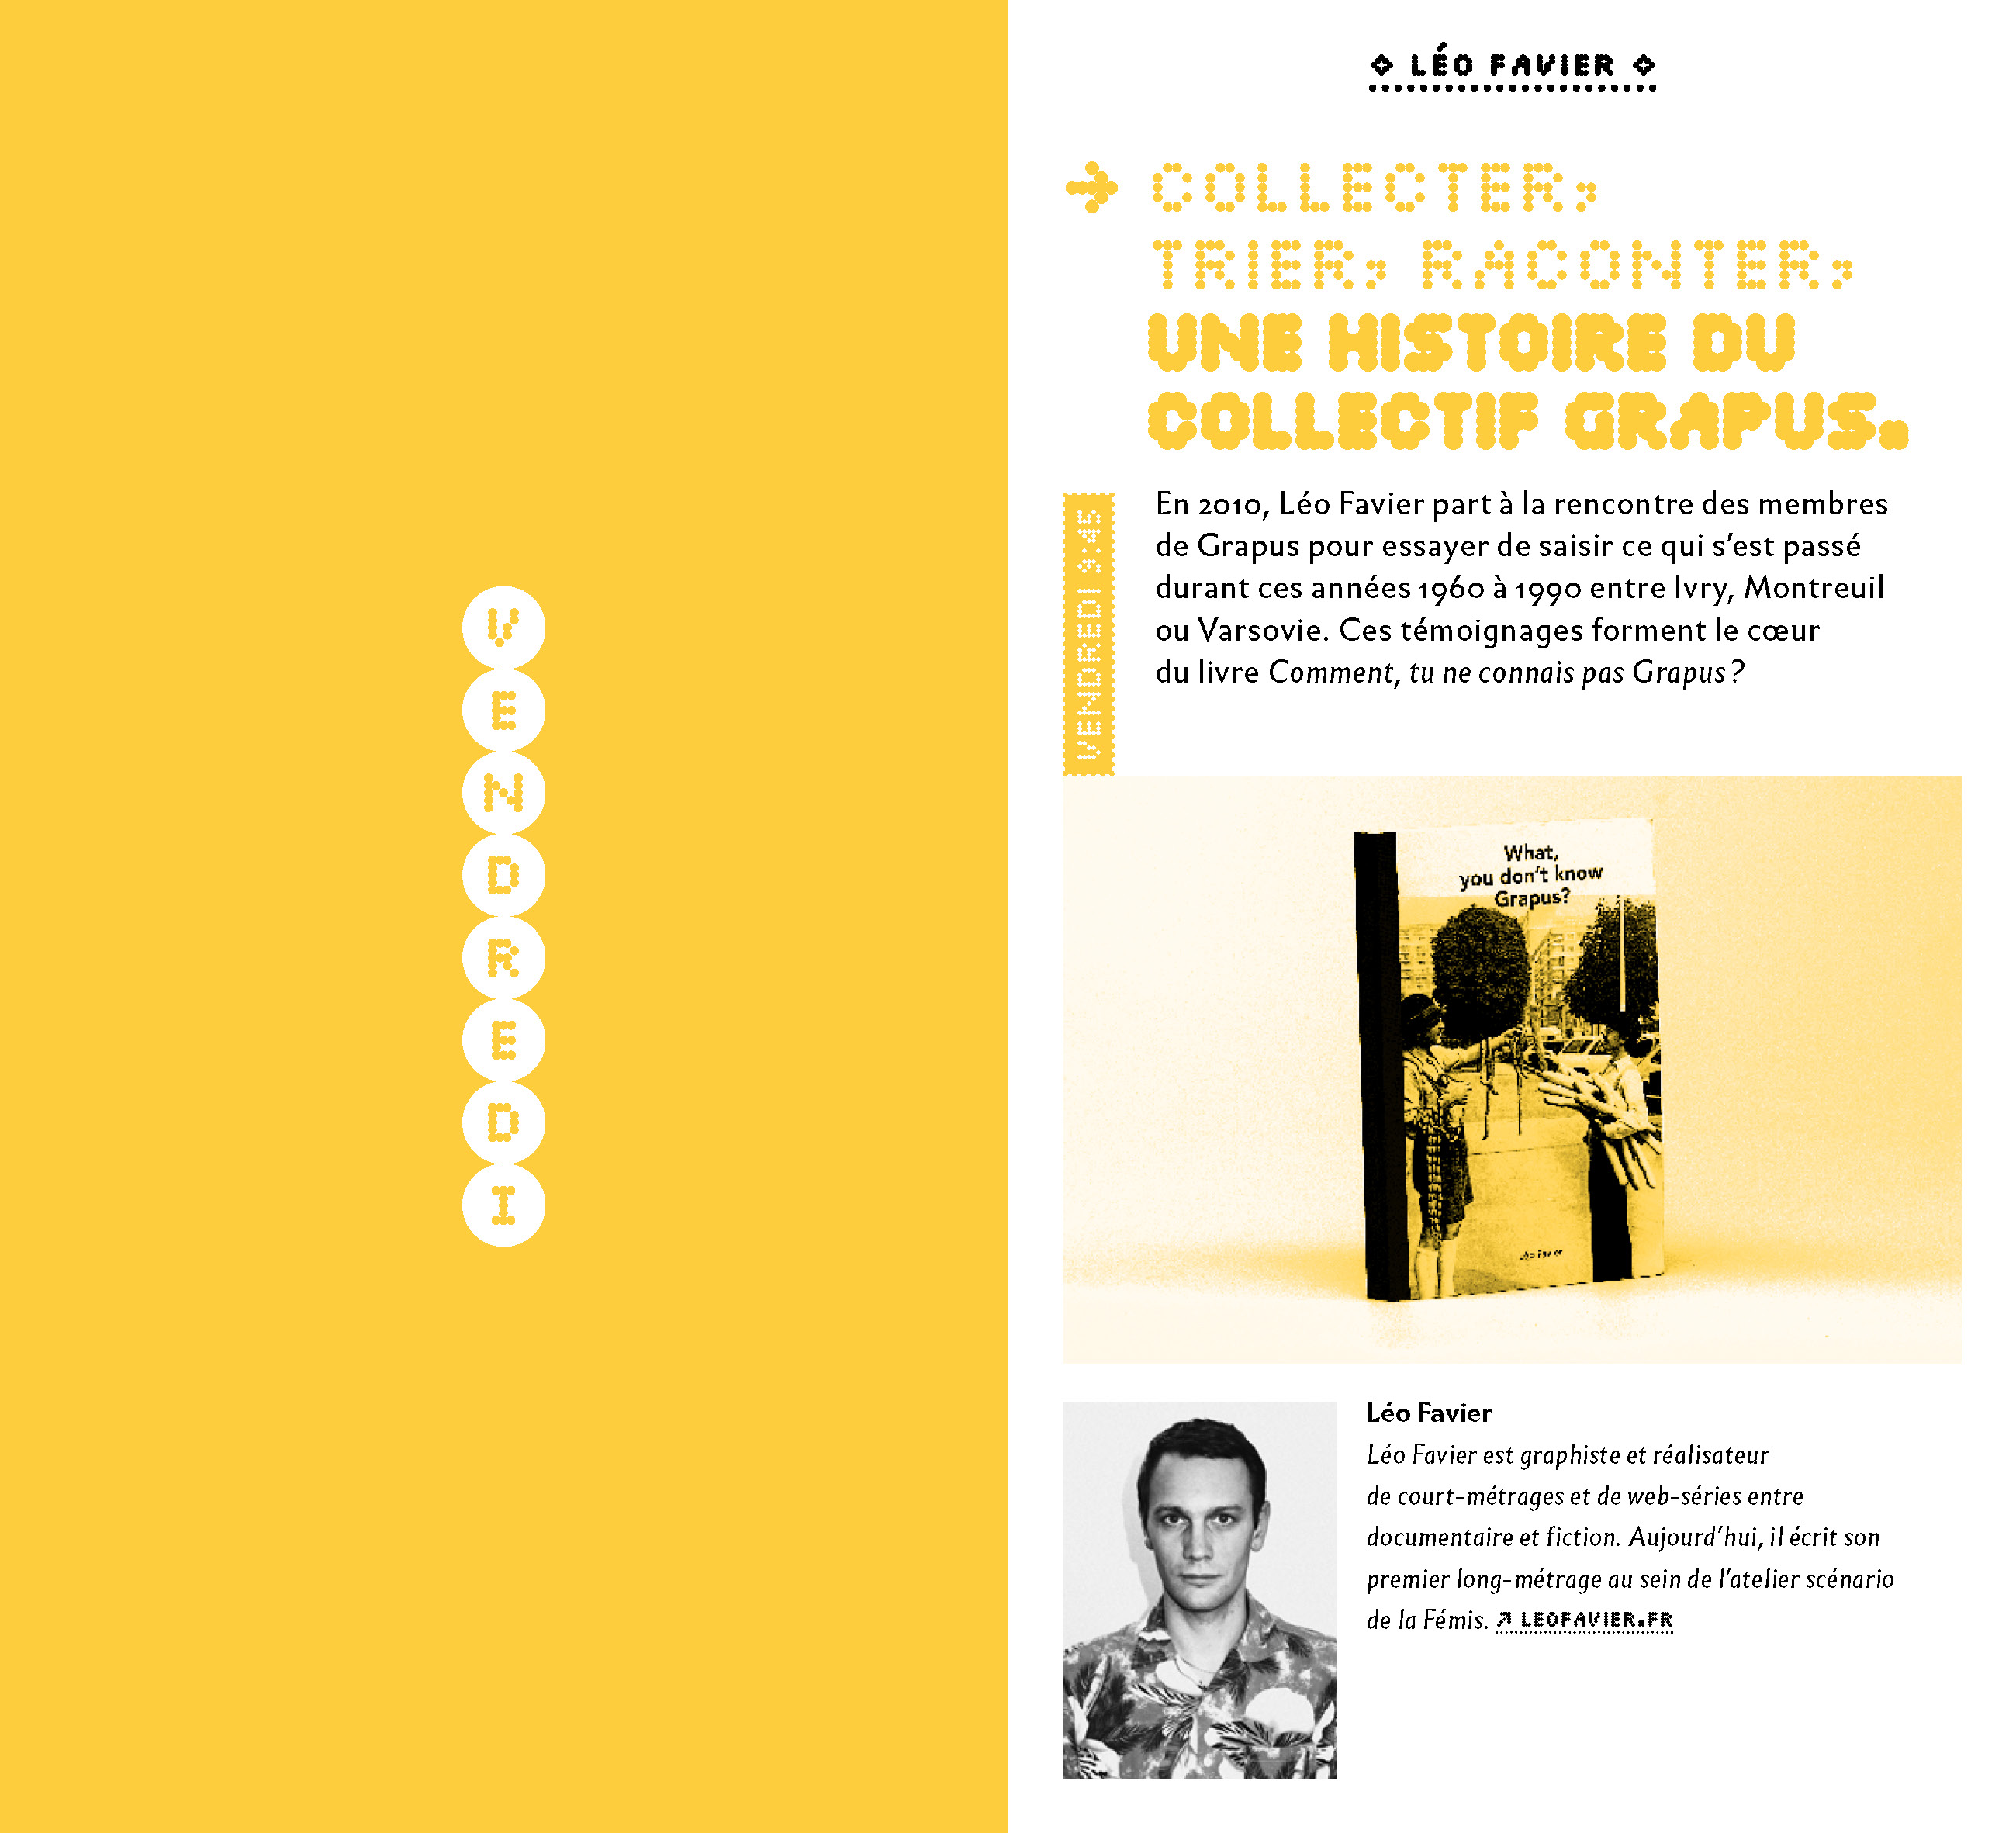 VENDREDI
LÉO FAVIER
→ COLLECTER,
TRIER, RACONTER,
UNE HISTOIRE DU
COLLECTIF GRAPUS.
VENDREDI 9:45
En 2010, Léo Favier part à la rencontre des membres
de Grapus pour essayer de saisir ce qui s’est passé
durant ces années 1960 à 1990 entre Ivry, Montreuil
ou Varsovie. Ces témoignages forment le cœur
du livre Comment, tu ne connais pas Grapus ?
What,
you don’t know
Grapus?
Léo Favier
Léo Favier
Léo Favier est graphiste et réalisateur
de court-métrages et de web-séries entre
documentaire et fiction. Aujourd’hui, il écrit son
premier long-métrage au sein de l’atelier scénario
de la Fémis. ↗ LEOFAVIER.FR